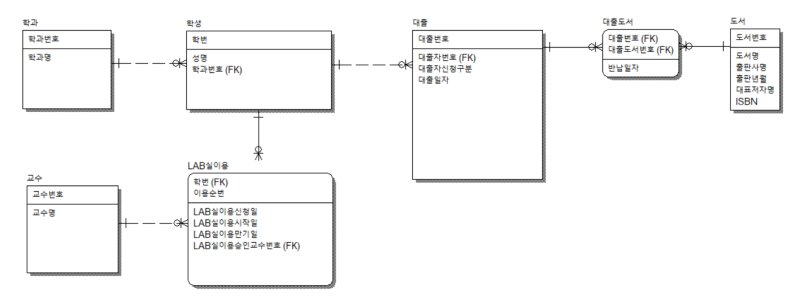 학과
학과번호
학과명
학생
학번
성명
학과번호 (FK)
대출
대출번호
대출자번호 (FK)
대출자신청구분
대출일자
대출도서
대출번호 (FK)
대출도서번호 (FK)
반납일자
도서
도서번호
도서명
출판사명
출판년월
대표저자명
ISBN
교수
교수번호
교수명
LAB실이용
학번 (FK)
이용순번
LAB실이용신청일
LAB실이용시작일
LAB실이용만기일
LAB실이용승인교수번호 (FK)